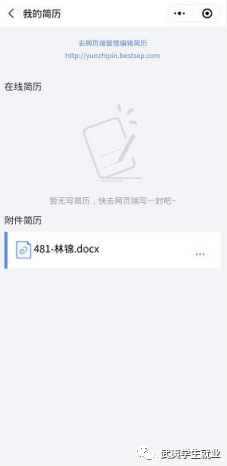 我的简历
去网页端管理编辑简历
http://yunzhipin.bestsep.com
在线简历
暂无写简历，快去网页端写一封吧~
附件简历
481-林锦.docx
武夷学生就业